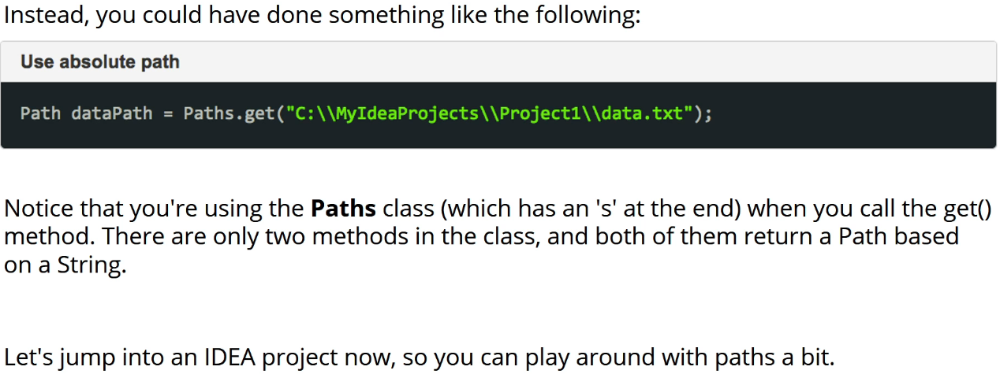 Instead, you could have done something like the following:
Use absolute path
Path dataPath = Paths.get("C:\\MyIdeaProjects\\Project1\\data.txt");
Notice that you're using the Paths class (which has an 's' at the end) when you call the get()
method. There are only two methods in the class, and both of them return a Path based
on a String.
Let's jump into an IDEA project now, so you can play around with paths a bit.